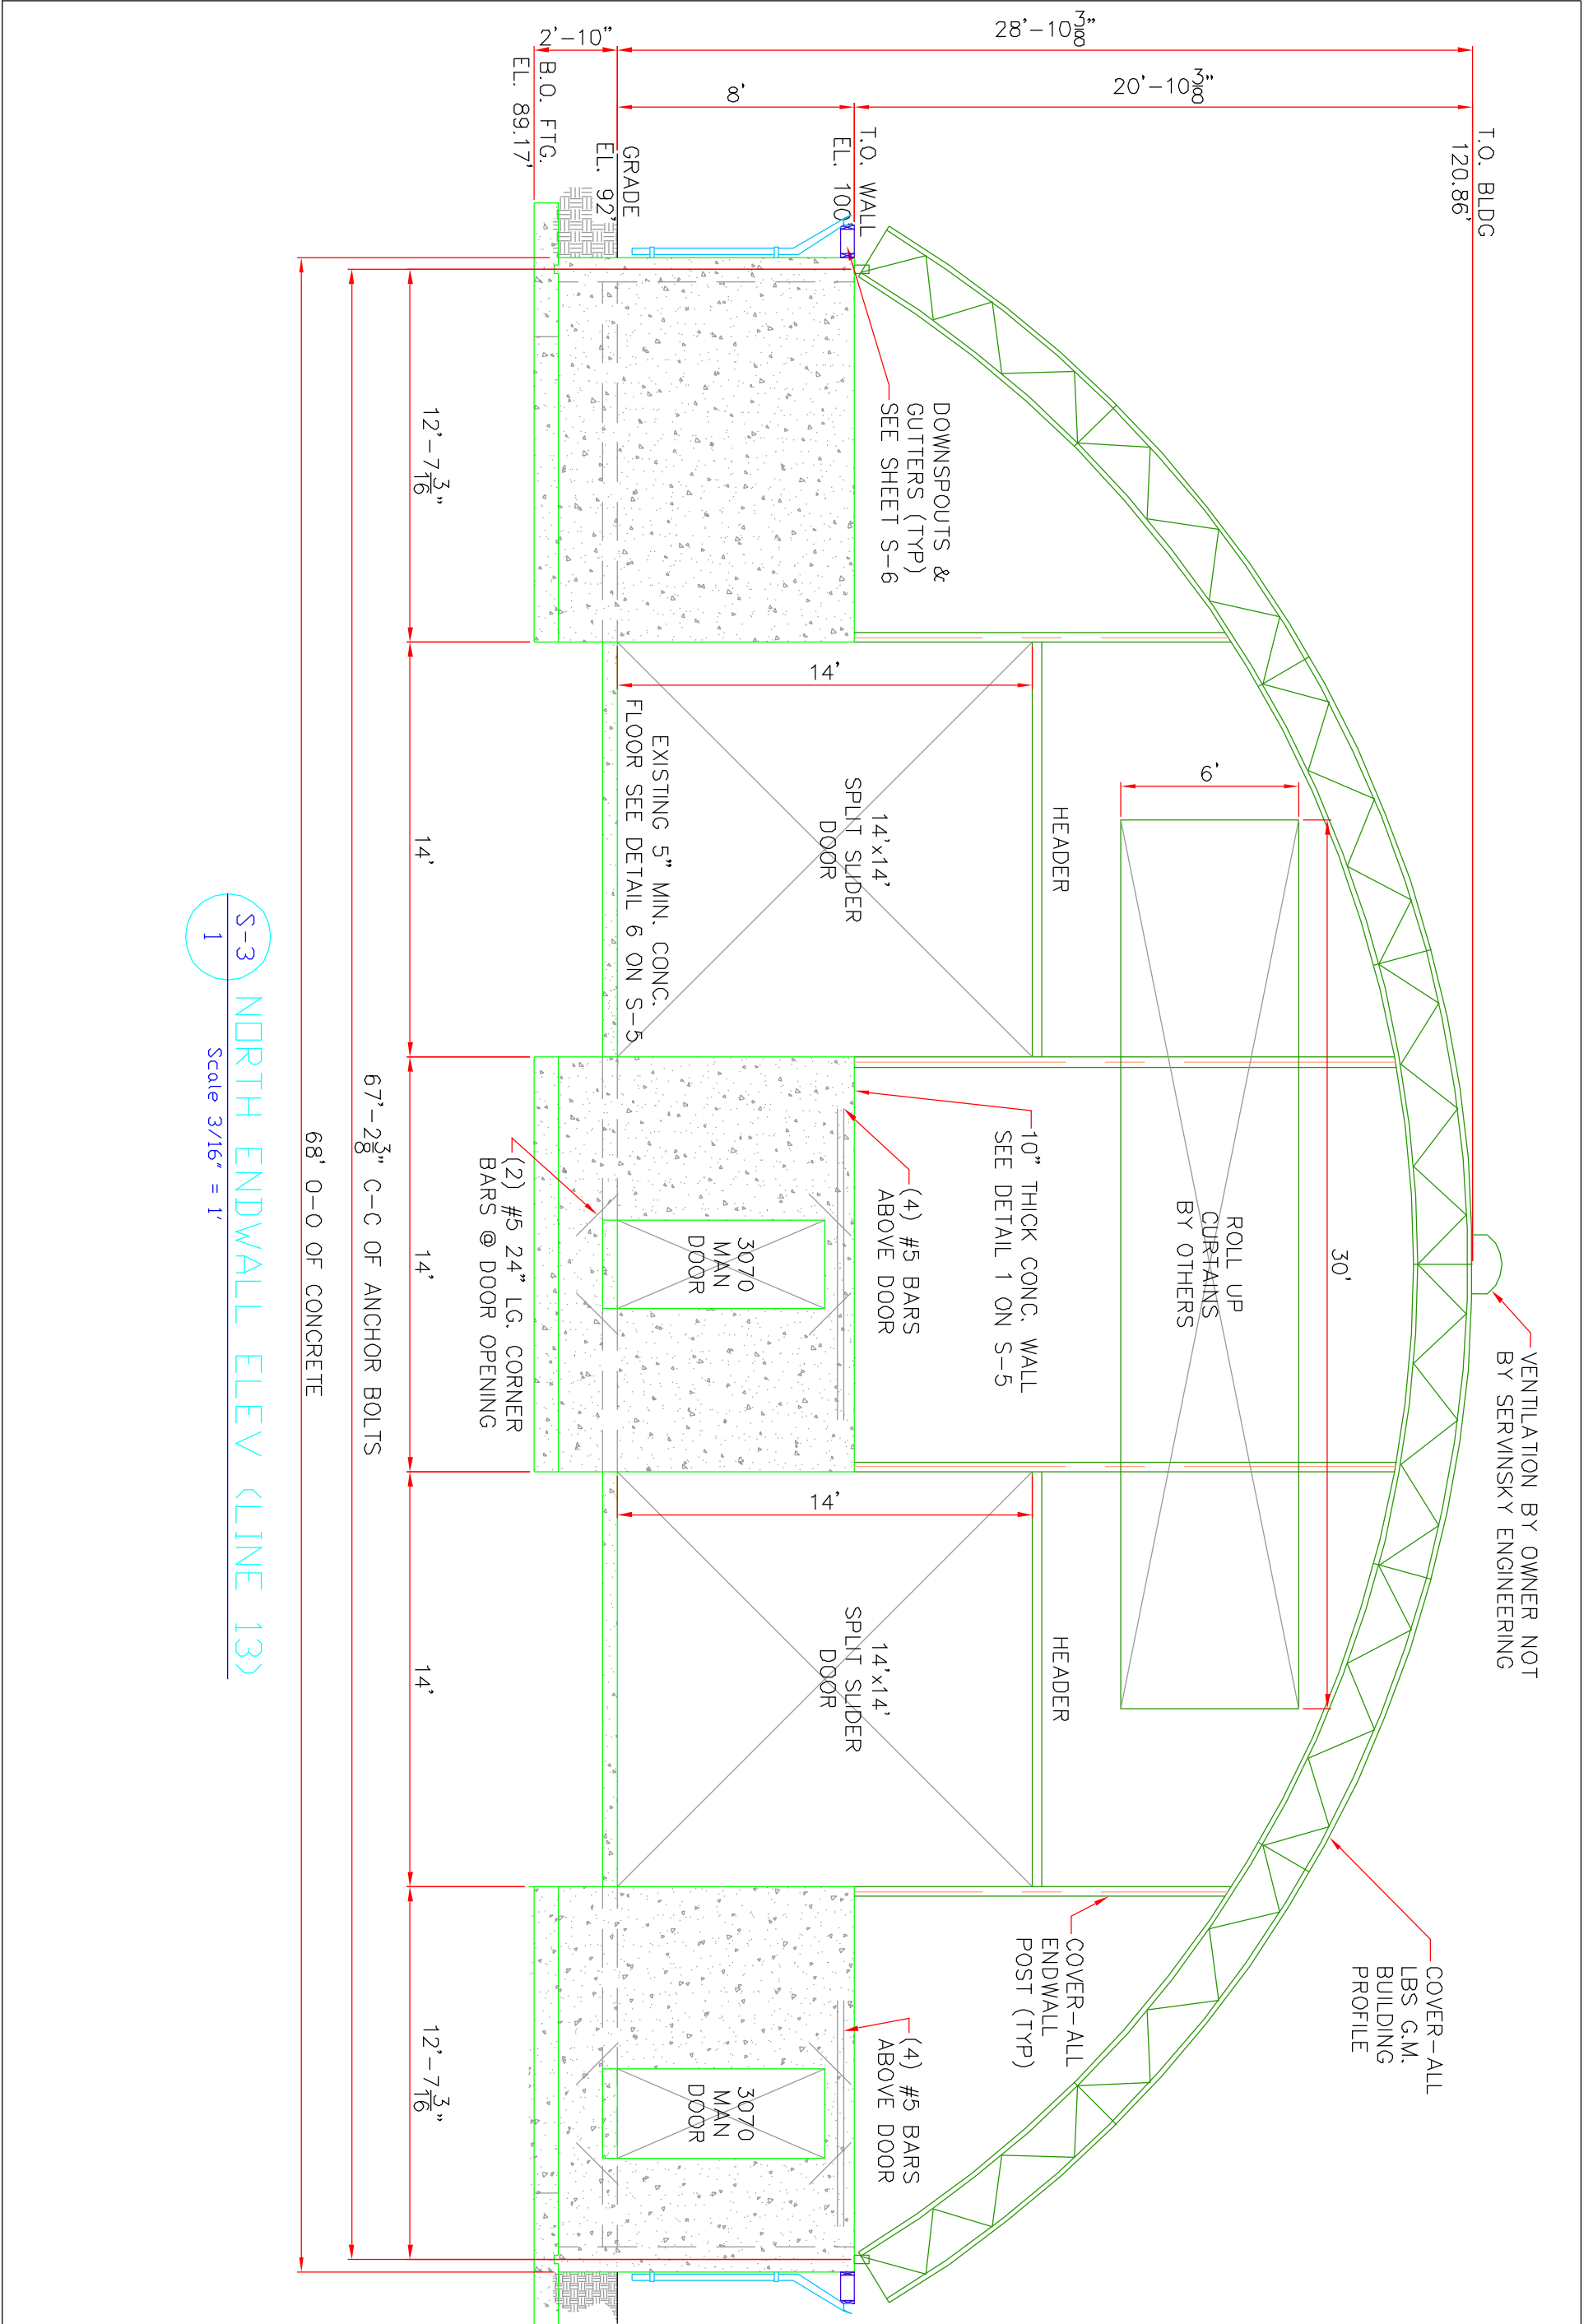 VENTILATION BY OWNER NOT
BY SERVINSKY ENGINEERING
T.O. BLDG
120.86'
28'-10 3/8"
20'-10 3/8"
8'
2'-10"
T.O. WALL
EL. 100'
GRADE
EL. 92'
B.O. FTG.
EL. 89.17'
DOWNSPOUTS &
GUTTERS (TYP)
SEE SHEET S-6
COVER-ALL
LBS G.M.
BUILDING
PROFILE
30'
6'
ROLL UP
CURTAINS
BY OTHERS
HEADER
HEADER
14'
14'x14'
SPLIT SLIDER
DOOR
EXISTING 5" MIN. CONC.
FLOOR SEE DETAIL 6 ON S-5
10" THICK CONC. WALL
SEE DETAIL 1 ON S-5
(4) #5 BARS
ABOVE DOOR
3070
MAN
DOOR
(2) #5 24" LG. CORNER
BARS @ DOOR OPENING
14'
14'x14'
SPLIT SLIDER
DOOR
COVER-ALL
ENDWALL
POST (TYP)
(4) #5 BARS
ABOVE DOOR
3070
MAN
DOOR
12'-7 3/16"
14'
14'
14'
12'-7 3/16"
67'-2 3/8" C-C OF ANCHOR BOLTS
68' O-O OF CONCRETE
S-3
1
NORTH ENDWALL ELEV (LINE 13)
Scale 3/16" = 1'